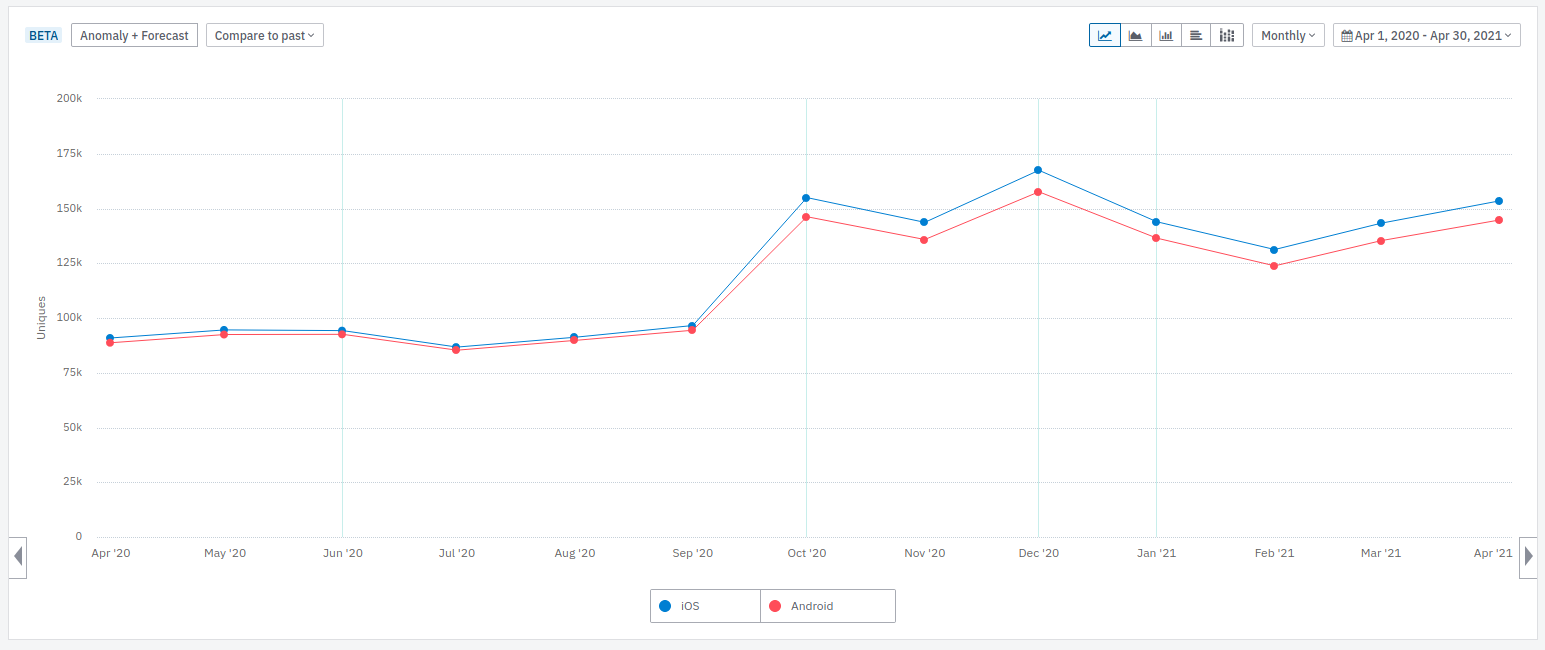 BETA Anomaly + Forecast Compare to past Monthly Apr 1, 2020 - Apr 30, 2021
200k
175k
150k
125k
100k
75k
50k
25k
0
Uniques
Apr '20 May '20 Jun '20 Jul '20 Aug '20 Sep '20 Oct '20 Nov '20 Dec '20 Jan '21 Feb '21 Mar '21 Apr '21
iOS Android